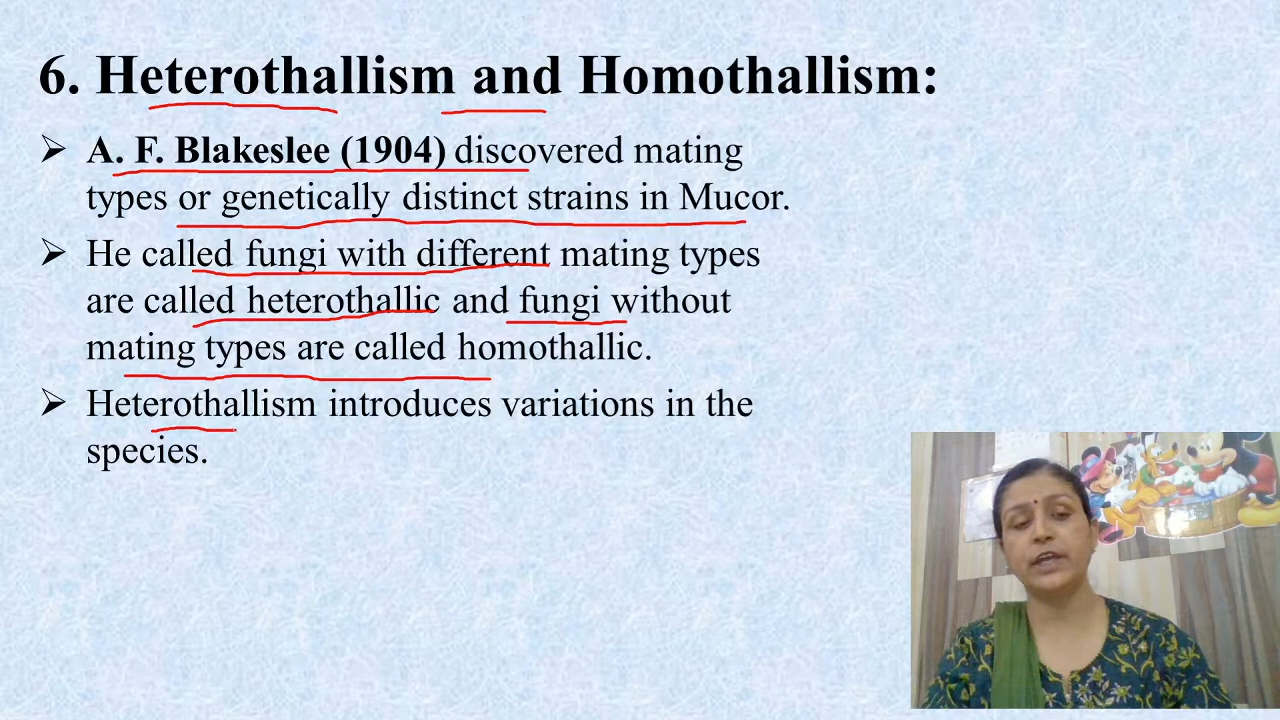 6. Heterothallism and Homothallism:
➢ A. F. Blakeslee (1904) discovered mating
types or genetically distinct strains in Mucor.
➢ He called fungi with different mating types
are called heterothallic and fungi without
mating types are called homothallic.
➢ Heterothallism introduces variations in the
species.